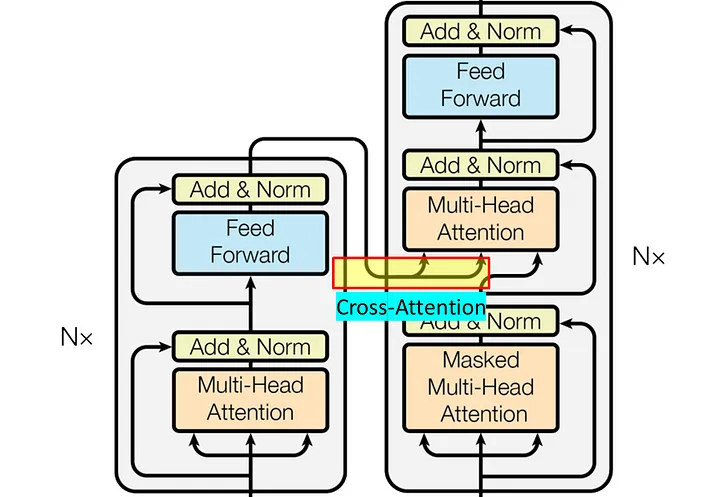 Add & Norm
Feed
Forward
Add & Norm
Multi-Head
Attention
Nx
Add & Norm
Feed
Forward
Add & Norm
Multi-Head
Attention
Nx
Cross-Attention
Add & Norm
Masked
Multi-Head
Attention